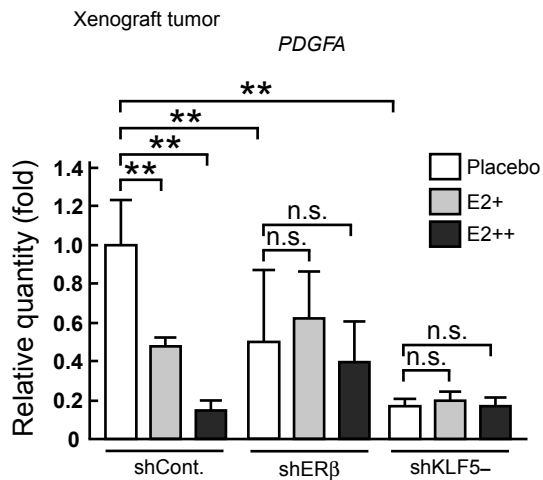 Xenograft tumor
PDGFA
**
**
**
**
Placebo
E2+
E2++
n.s.
n.s.
n.s.
n.s.
Relative quantity (fold)
1.4
1.2
1.0
0.8
0.6
0.4
0.2
0
shCont.
shERβ
shKLF5–